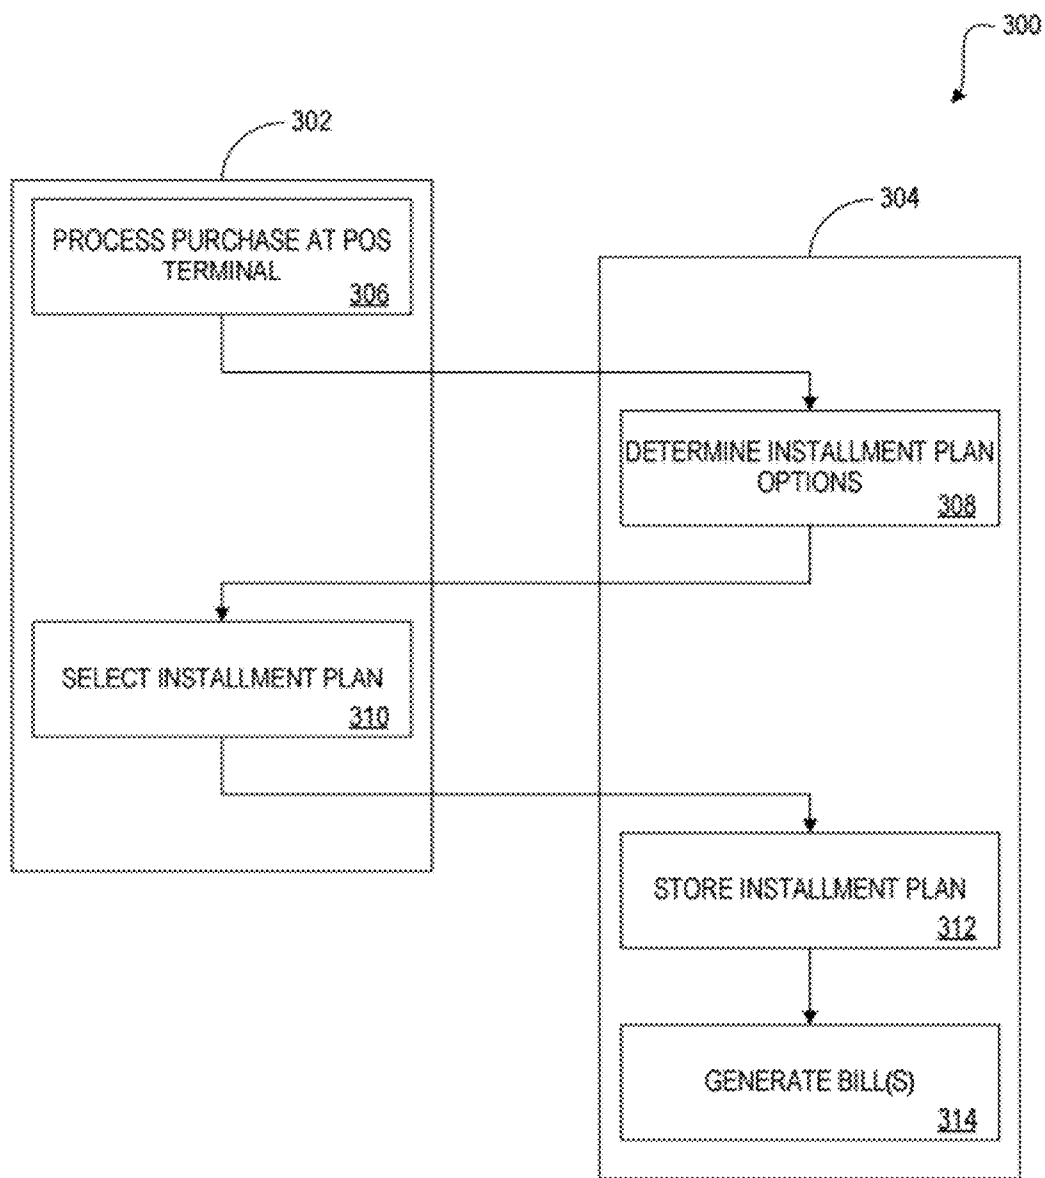 300
302
304
PROCESS PURCHASE AT POS
TERMINAL
306
DETERMINE INSTALLMENT PLAN
OPTIONS
308
SELECT INSTALLMENT PLAN
310
STORE INSTALLMENT PLAN
312
GENERATE BILL(S)
314